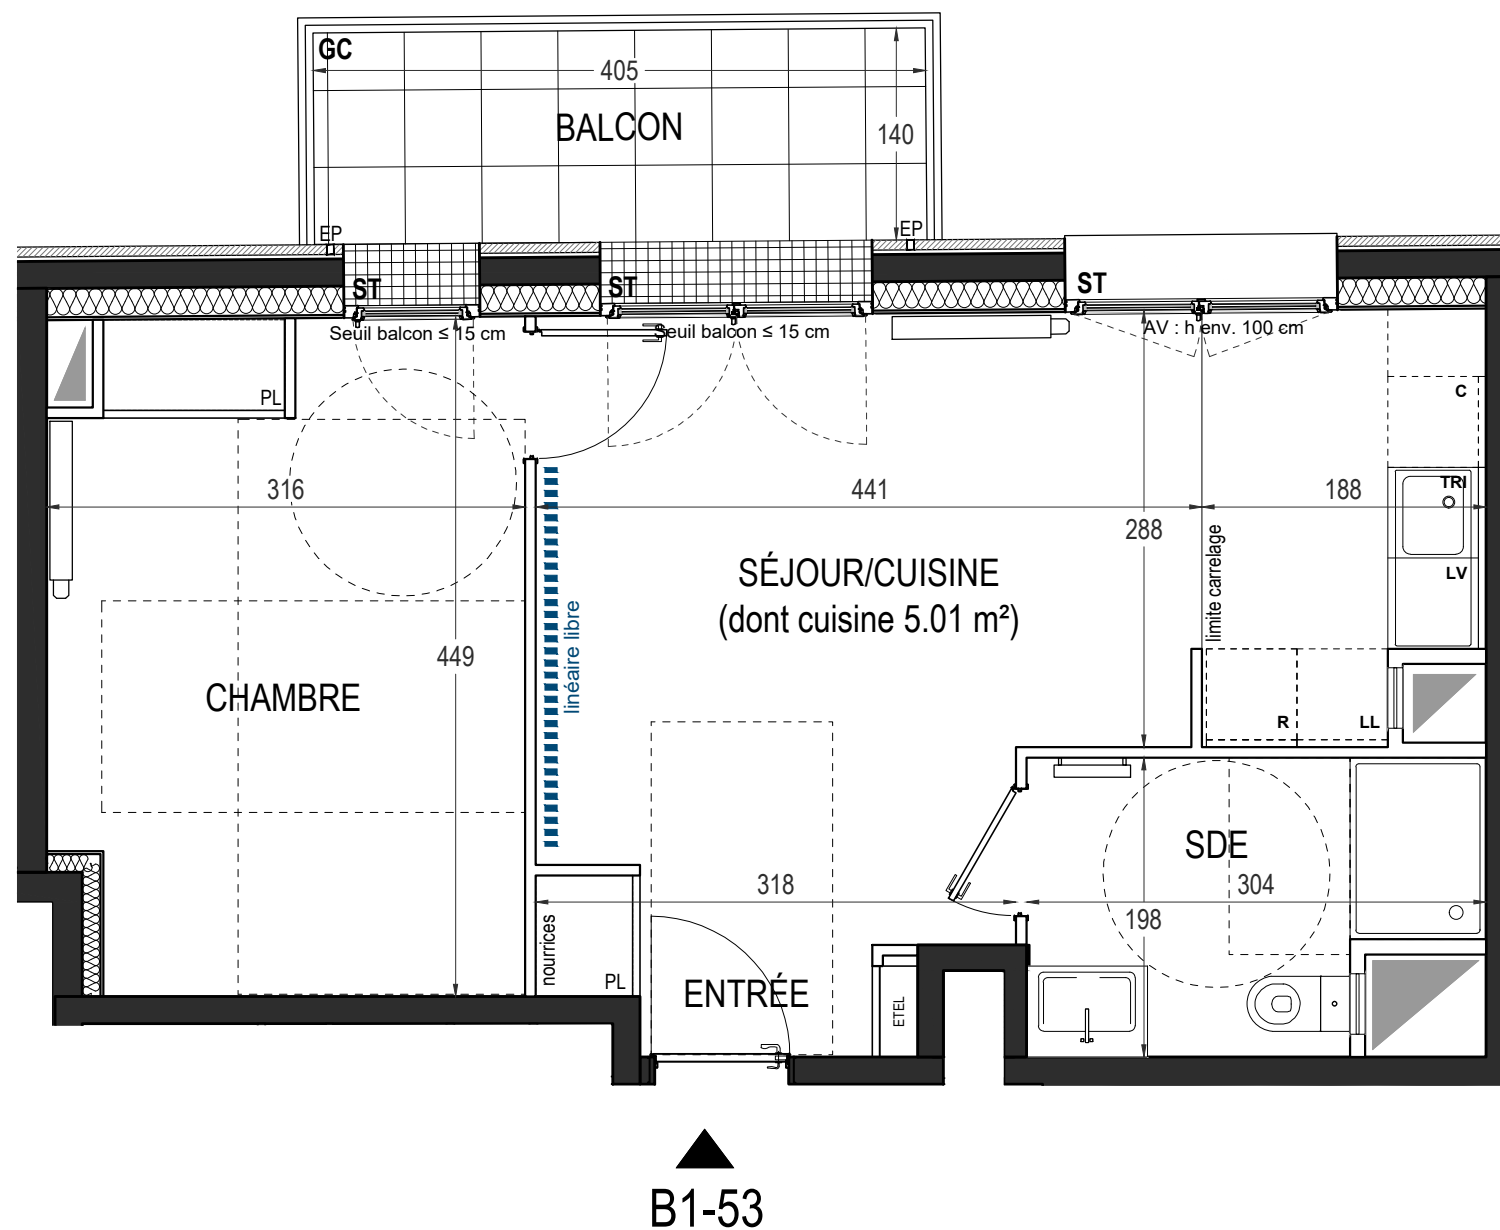 GC
405
BALCON
140
EP
EP
ST
ST
ST
Seuil balcon ≤ 15 cm
Seuil balcon ≤ 15 cm
AV : h env. 100 cm
PL
C
316
441
188
TRI
288
limite carrelage
SÉJOUR/CUISINE
(dont cuisine 5.01 m²)
LV
linéaire libre
449
CHAMBRE
R
LL
SDE
318
304
198
nourrices
PL
ENTRÉE
ETEL
B1-53